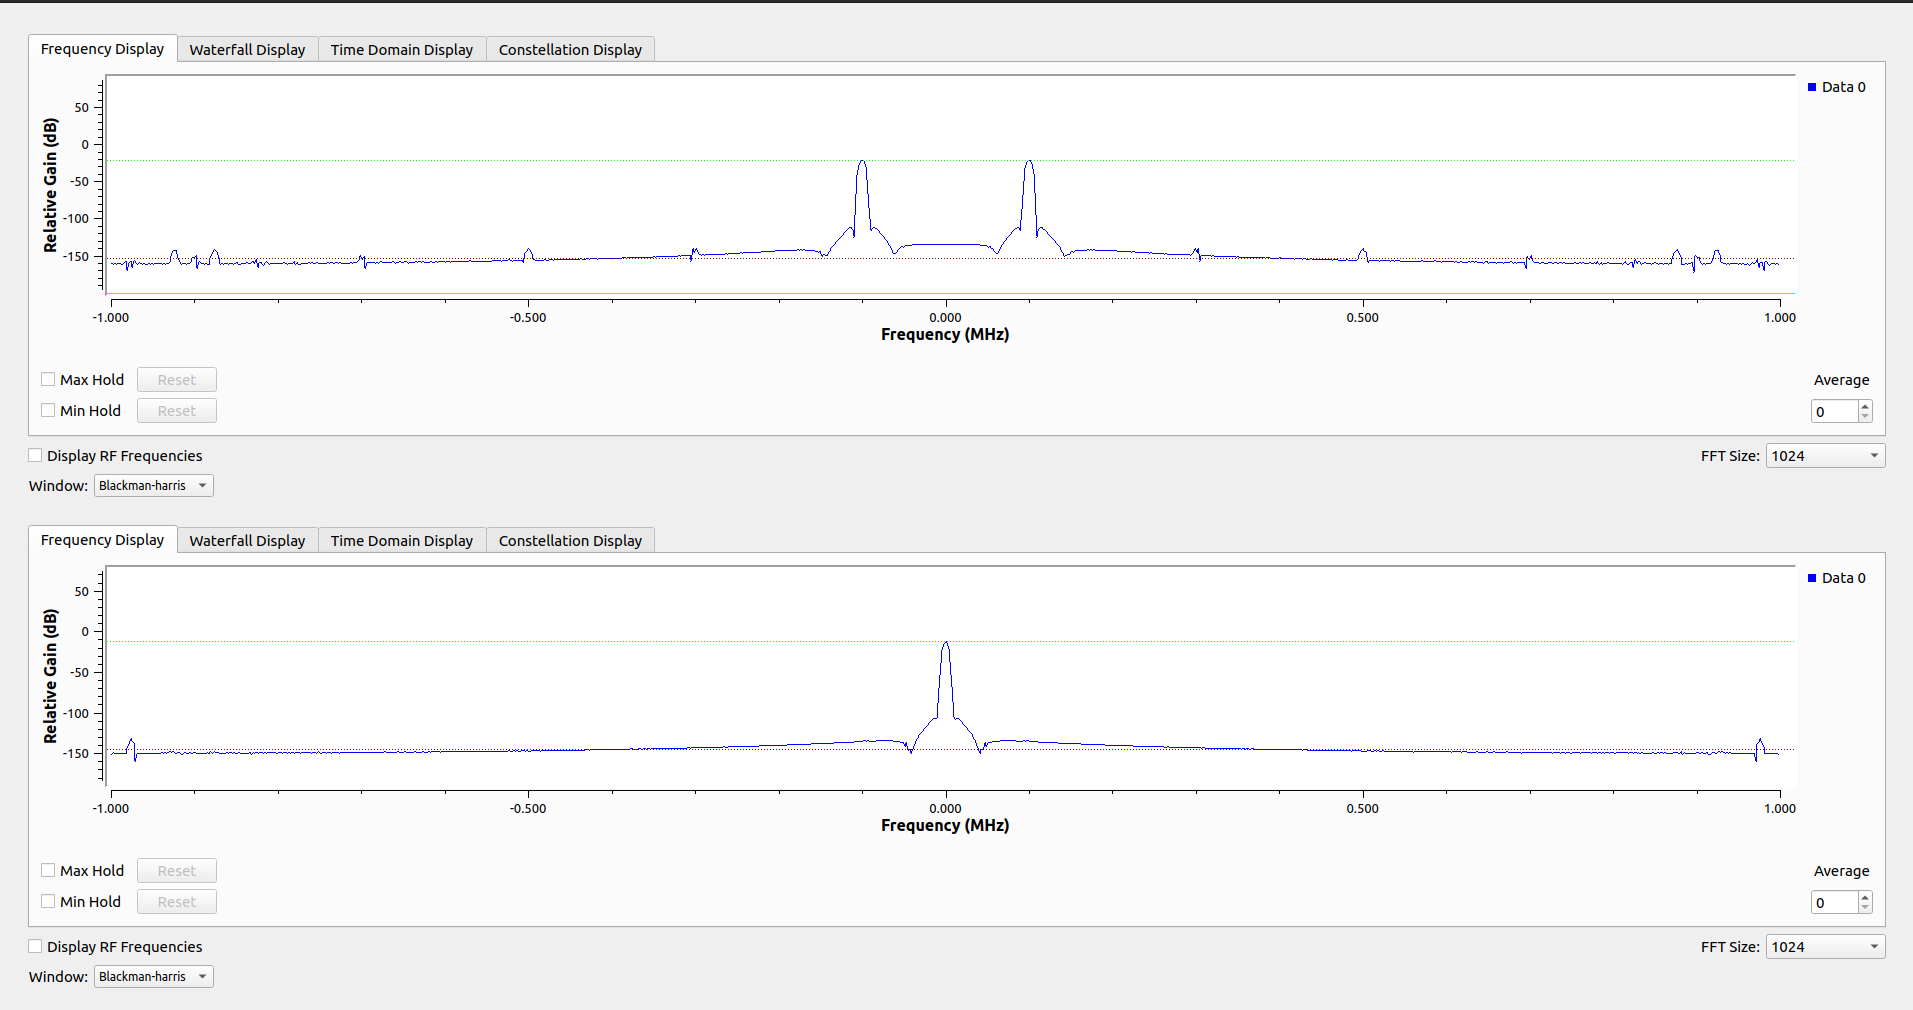 Frequency Display Waterfall Display Time Domain Display Constellation Display
Data 0
Relative Gain (dB)
50
0
-50
-100
-150
-1.000 -0.500 0.000 0.500 1.000
Frequency (MHz)
Max Hold Reset Average
Min Hold Reset 0
Display RF Frequencies FFT Size: 1024
Window: Blackman-harris
Frequency Display Waterfall Display Time Domain Display Constellation Display
Data 0
Relative Gain (dB)
50
0
-50
-100
-150
-1.000 -0.500 0.000 0.500 1.000
Frequency (MHz)
Max Hold Reset Average
Min Hold Reset 0
Display RF Frequencies FFT Size: 1024
Window: Blackman-harris